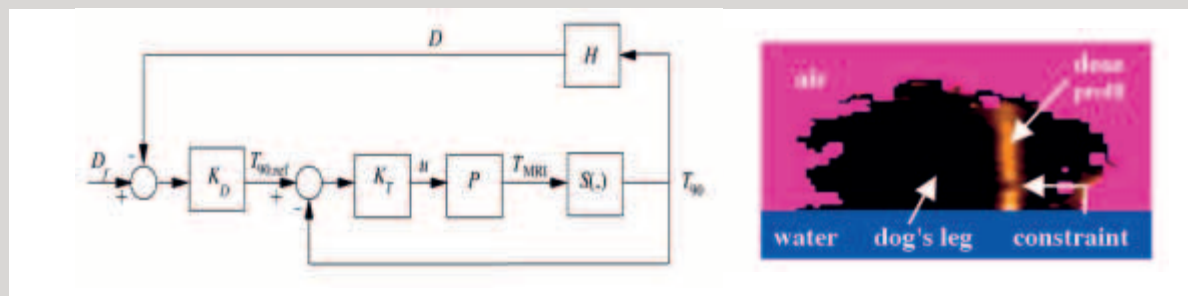 D
H
D_r
-
+
K_D
T_90,ref
+
-
K_T
u
P
T_MRI
S(.)
T_90
air
dose
profil
water
dog's leg
constraint